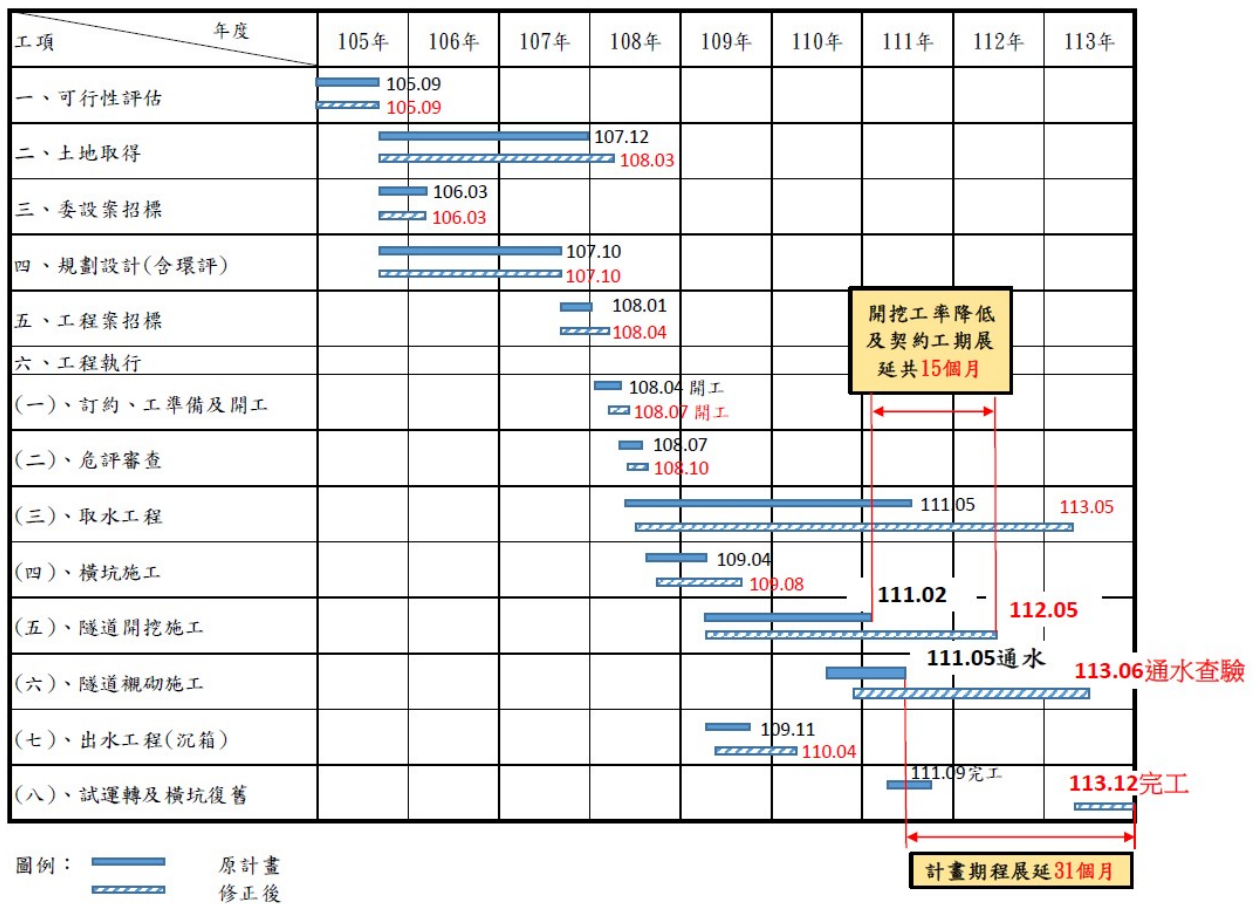 年度
工項
105年 106年 107年 108年 109年 110年 111年 112年 113年
一、可行性評估
105.09
105.09
二、土地取得
107.12
108.03
三、委設案招標
106.03
106.03
四、規劃設計(含環評)
107.10
107.10
五、工程案招標
108.01
108.04
開挖工率降低
及契約工期展
延共15個月
六、工程執行
(一)、訂約、工準備及開工
108.04 開工
108.07 開工
(二)、危評審查
108.07
108.10
(三)、取水工程
111.05
113.05
(四)、橫坑施工
109.04
109.08
(五)、隧道開挖施工
111.02
112.05
(六)、隧道襯砌施工
111.05通水
113.06通水查驗
(七)、出水工程(沉箱)
109.11
110.04
(八)、試運轉及橫坑復舊
111.09完工
113.12完工
計畫期程展延31個月
圖例：
原計畫
修正後